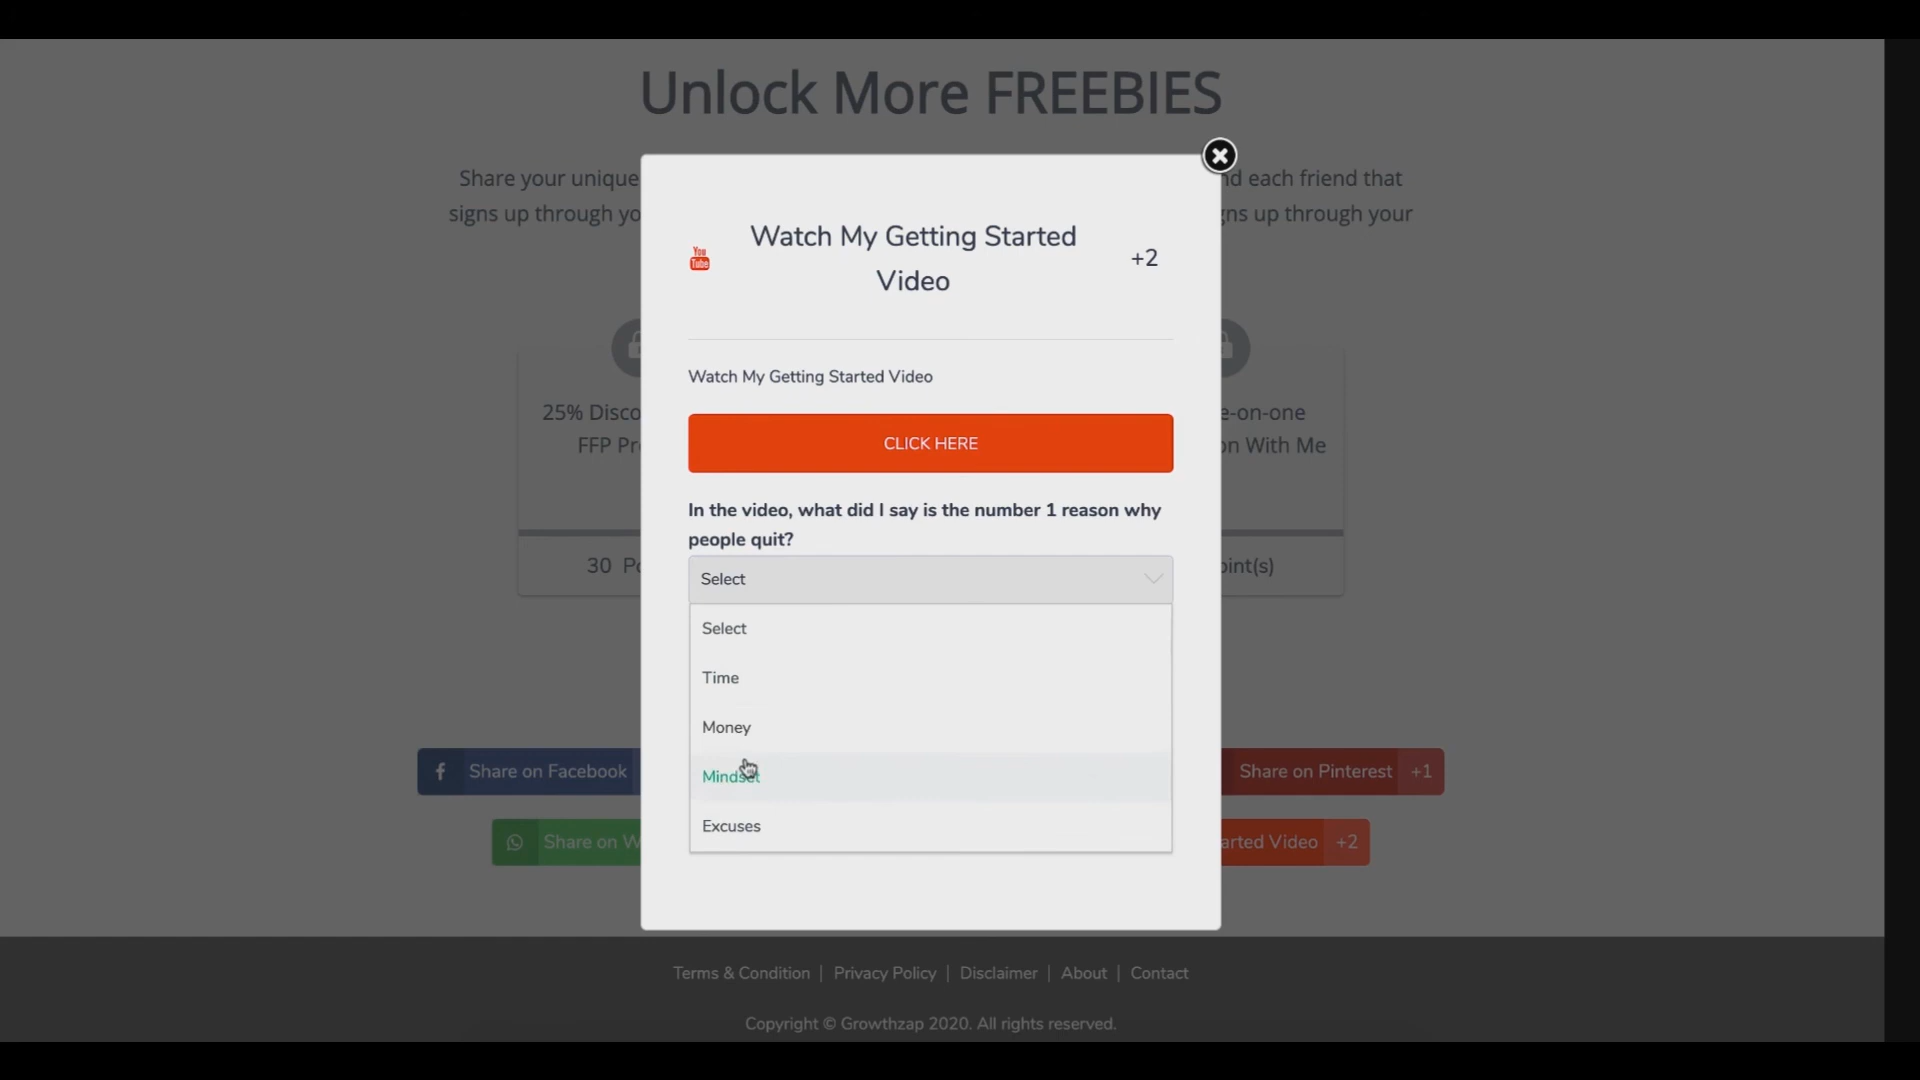 Unlock More FREEBIES
Share your unique
nd each friend that
signs up through yo
gns up through your
Watch My Getting Started
Video
+2
You
Tube
Watch My Getting Started Video
CLICK HERE
25% Disco
FFP Pr
e-on-one
on With Me
In the video, what did I say is the number 1 reason why
people quit?
Select
30 Po
oint(s)
Select
Time
Money
Mindset
Excuses
Share on Facebook
Share on Pinterest +1
Share on W
arted Video +2
Terms & Condition | Privacy Policy | Disclaimer | About | Contact
Copyright © Growthzap 2020. All rights reserved.